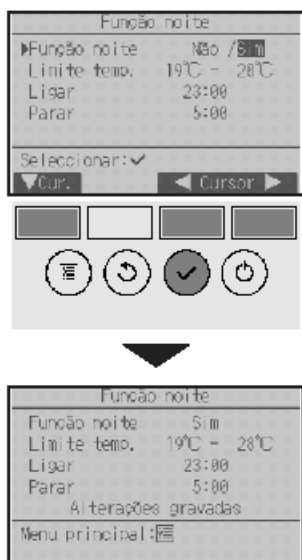 Função noite
Função noite Não / Sim
Limite temp. 19℃ - 28℃
Ligar 23:00
Parar 5:00
Seleccionar:✓
▼Cur. ◀ Cursor ▶
Função noite
Função noite Sim
Limite temp. 19℃ - 28℃
Ligar 23:00
Parar 5:00
Alterações gravadas
Menu principal: